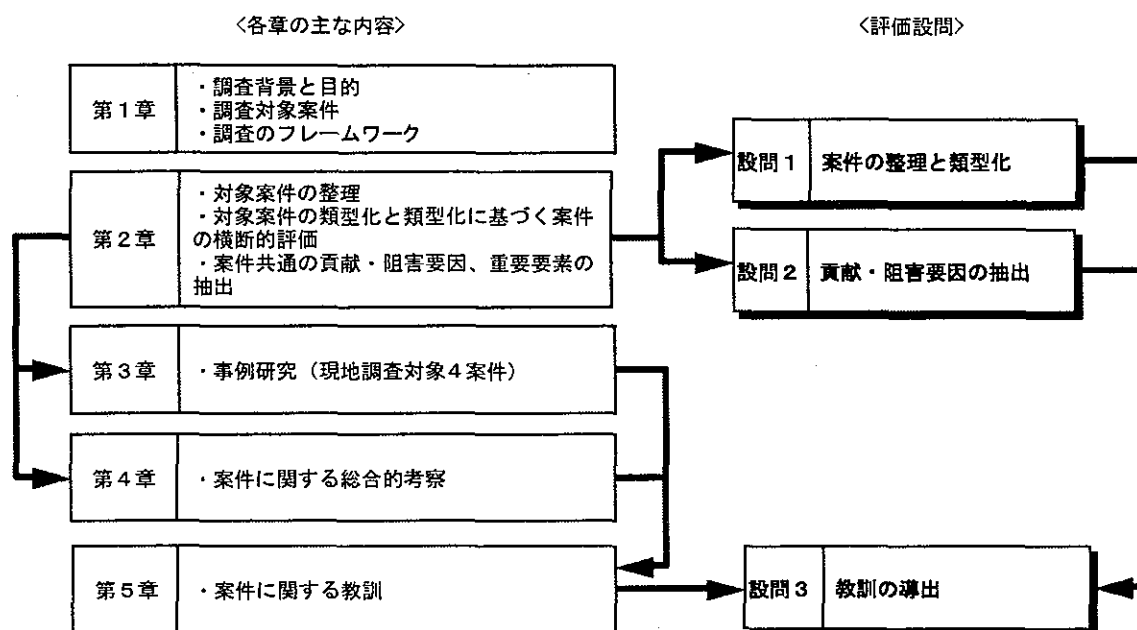 〈各章の主な内容〉
〈評価設問〉
第1章
・調査背景と目的
・調査対象案件
・調査のフレームワーク
第2章
・対象案件の整理
・対象案件の類型化と類型化に基づく案件
の横断的評価
・案件共通の貢献・阻害要因、重要要素の
抽出
第3章
・事例研究（現地調査対象4案件）
第4章
・案件に関する総合的考察
第5章
・案件に関する教訓
設問1
案件の整理と類型化
設問2
貢献・阻害要因の抽出
設問3
教訓の導出